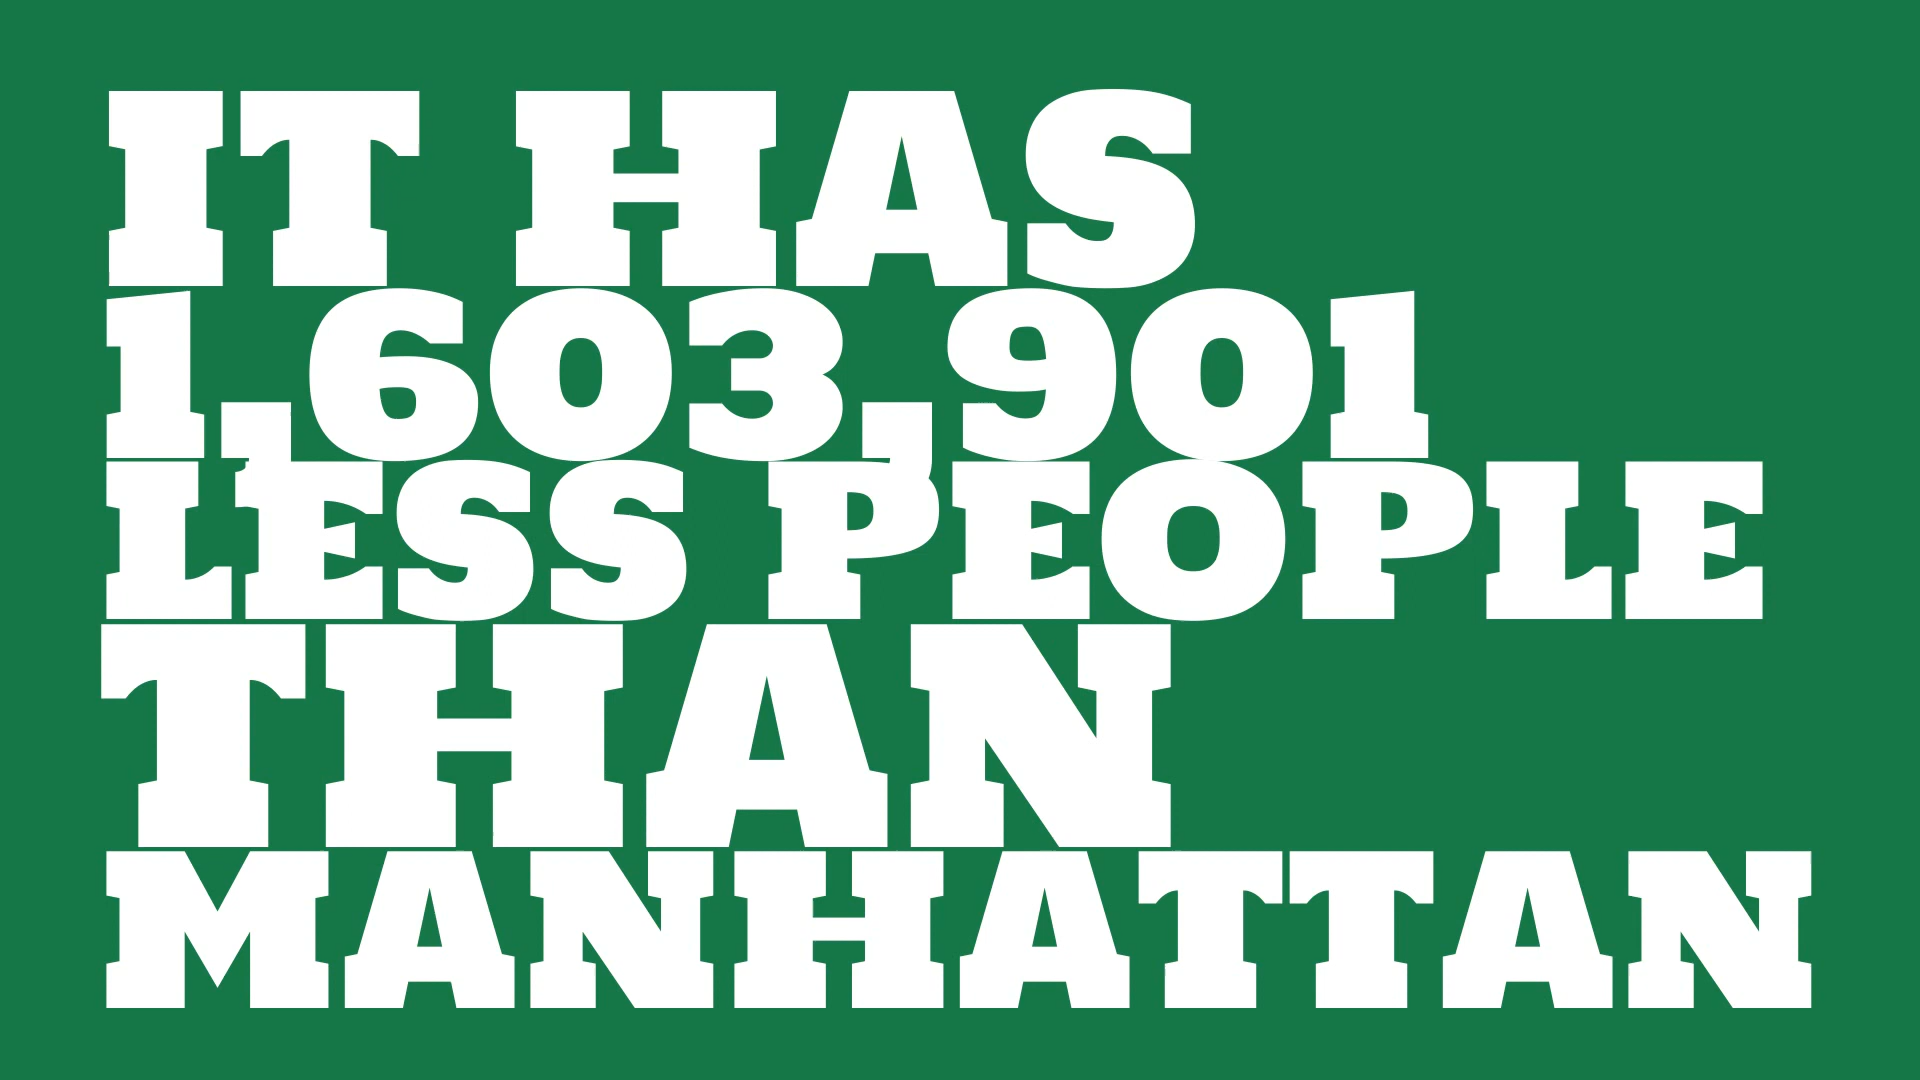 IT HAS
1,603,901
LESS PEOPLE
THAN
MANHATTAN